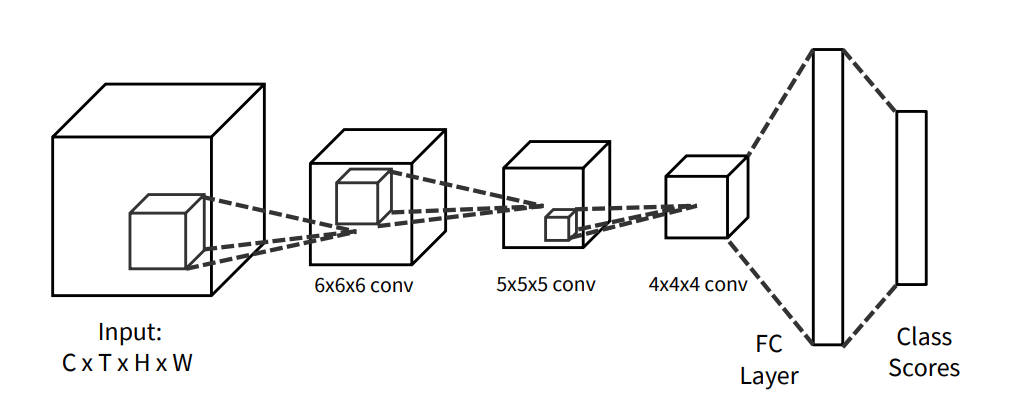 6x6x6 conv
5x5x5 conv
4x4x4 conv
Input:
C x T x H x W
FC
Layer
Class
Scores